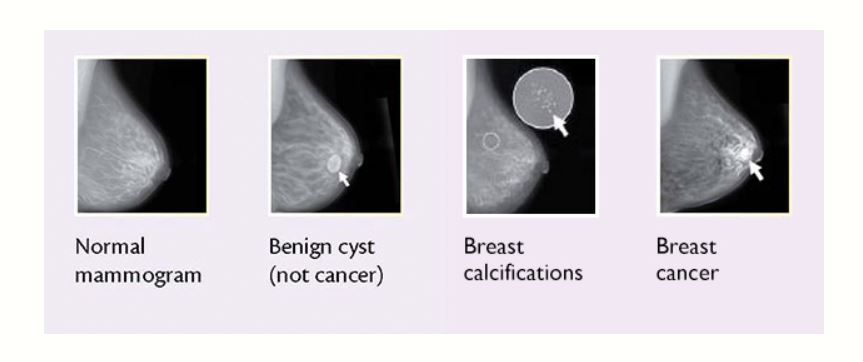 Normal
mammogram
Benign cyst
(not cancer)
Breast
calcifications
Breast
cancer